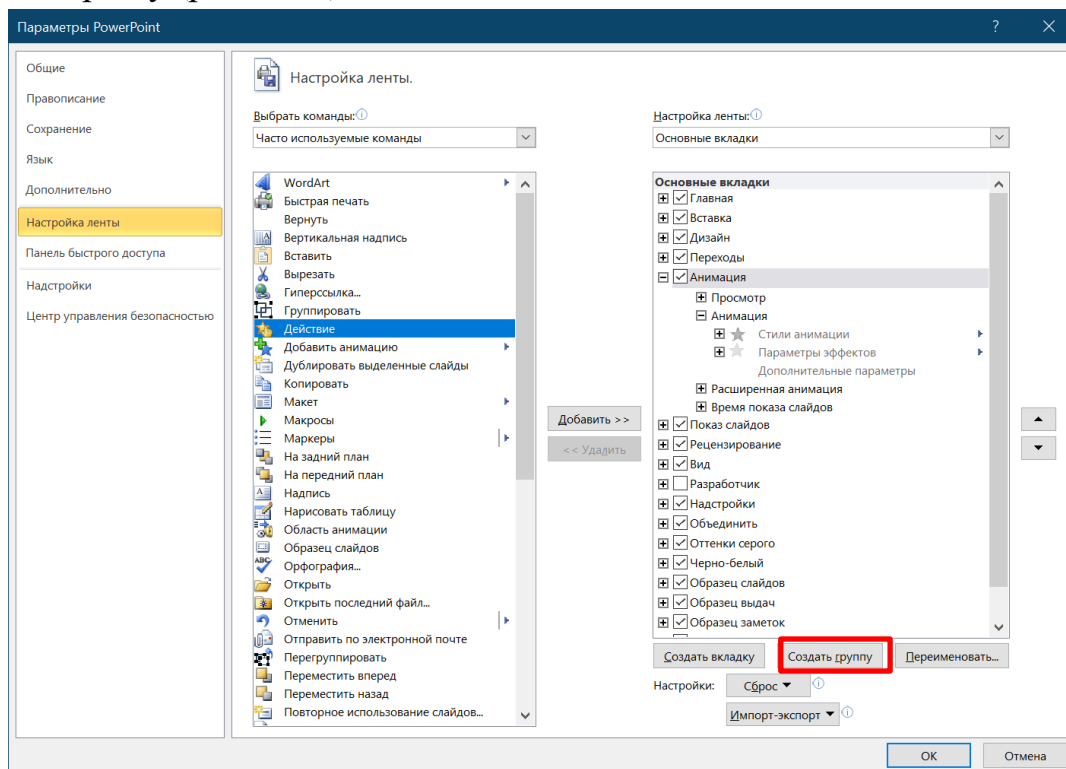 Параметры PowerPoint
?
Общие
Правописание
Сохранение
Язык
Дополнительно
Настройка ленты
Панель быстрого доступа
Надстройки
Центр управления безопасностью
Настройка ленты.
Выбрать команды:
Часто используемые команды
WordArt
Быстрая печать
Вернуть
Вертикальная надпись
Вставить
Вырезать
Гиперссылка...
Группировать
Действие
Добавить анимацию
Дублировать выделенные слайды
Копировать
Макет
Макросы
Маркеры
На задний план
На передний план
Надпись
Нарисовать таблицу
Область анимации
Образец слайдов
Орфография...
Открыть
Открыть последний файл...
Отменить
Отправить по электронной почте
Перегруппировать
Переместить вперед
Переместить назад
Повторное использование слайдов...
Добавить >>
<< Удалить
Настройка ленты:
Основные вкладки
Основные вкладки
Главная
Вставка
Дизайн
Переходы
Анимация
Просмотр
Анимация
Стили анимации
Параметры эффектов
Дополнительные параметры
Расширенная анимация
Время показа слайдов
Показ слайдов
Рецензирование
Вид
Разработчик
Надстройки
Объединить
Оттенки серого
Черно-белый
Образец слайдов
Образец выдач
Образец заметок
Создать вкладку
Создать группу
Переименовать...
Настройки:
Сброс
Импорт-экспорт
ОК
Отмена